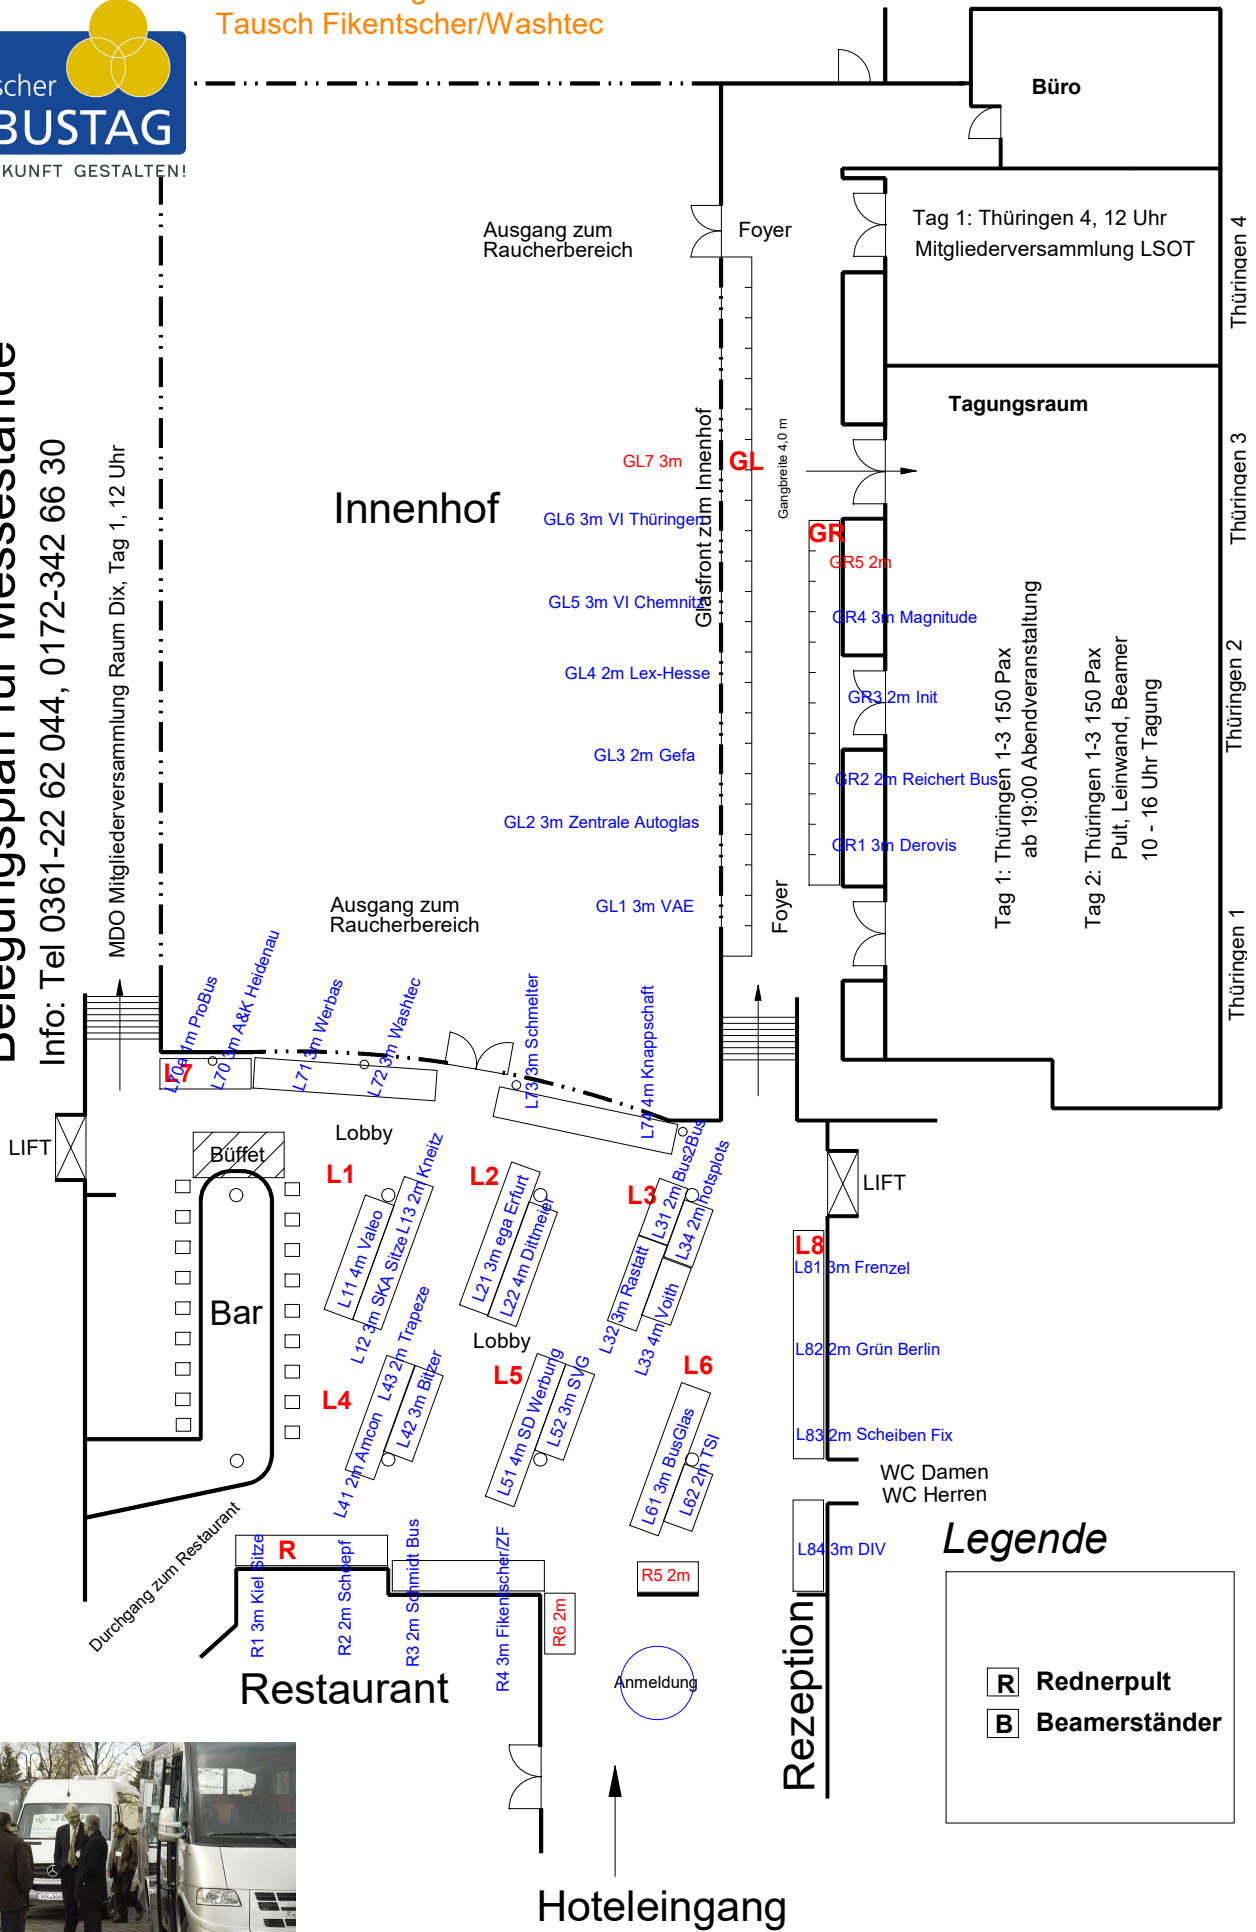 Tausch Fikentscher/Washtec
scher
BUSTAG
KUNFT GESTALTEN!
Belegungsplan für Messestände
Info: Tel 0361-22 62 044, 0172-342 66 30
MDO Mitgliederversammlung Raum Dix, Tag 1, 12 Uhr
Büro
Ausgang zum
Raucherbereich
Foyer
Tag 1: Thüringen 4, 12 Uhr
Mitgliederversammlung LSOT
Thüringen 4
Tagungsraum
Thüringen 3
Thüringen 2
Thüringen 1
Innenhof
Glasfront zum Innenhof
Gangbreite 4,0 m
GL
GL7 3m
GL6 3m VI Thüringen
GL5 3m VI Chemnitz
GL4 2m Lex-Hesse
GL3 2m Gefa
GL2 3m Zentrale Autoglas
GL1 3m VAE
GR
GR5 2m
GR4 3m Magnitude
GR3 2m Init
GR2 2m Reichert Bus
GR1 3m Derovis
Tag 1: Thüringen 1-3 150 Pax
ab 19:00 Abendveranstaltung
Tag 2: Thüringen 1-3 150 Pax
Pult, Leinwand, Beamer
10 - 16 Uhr Tagung
Foyer
Ausgang zum
Raucherbereich
L7
L70a 1m ProBus
L70 3m A&K Heidenau
L71 3m Werbas
L72 3m Washtec
L73 3m Schmelter
L74 4m Knappschaft
LIFT
Büffet
Lobby
L1
L11 4m Valeo
L12 3m SKA Sitze
L13 2m Kneitz
L2
L21 3m ega Erfurt
L22 4m Dittmeier
L3
L31 2m Bus2Bus
L32 3m Rastatt
L33 4m Voith
L34 2m hotsplots
LIFT
L8
L81 3m Frenzel
L82 2m Grün Berlin
L83 2m Scheiben Fix
L84 3m DIV
Bar
Lobby
L4
L41 2m Amcon
L43 2m Trapeze
L42 3m Bitzer
L5
L51 4m SD Werbung
L52 3m SVG
L6
L61 3m BusGlas
L62 2m TSI
WC Damen
WC Herren
Durchgang zum Restaurant
R
R1 3m Kiel Sitze
R2 2m Schoepf
R3 2m Schmidt Bus
R4 3m Fikentscher/ZF
R5 2m
R6 2m
Restaurant
Anmeldung
Rezeption
Hoteleingang
Legende
R Rednerpult
B Beamerständer